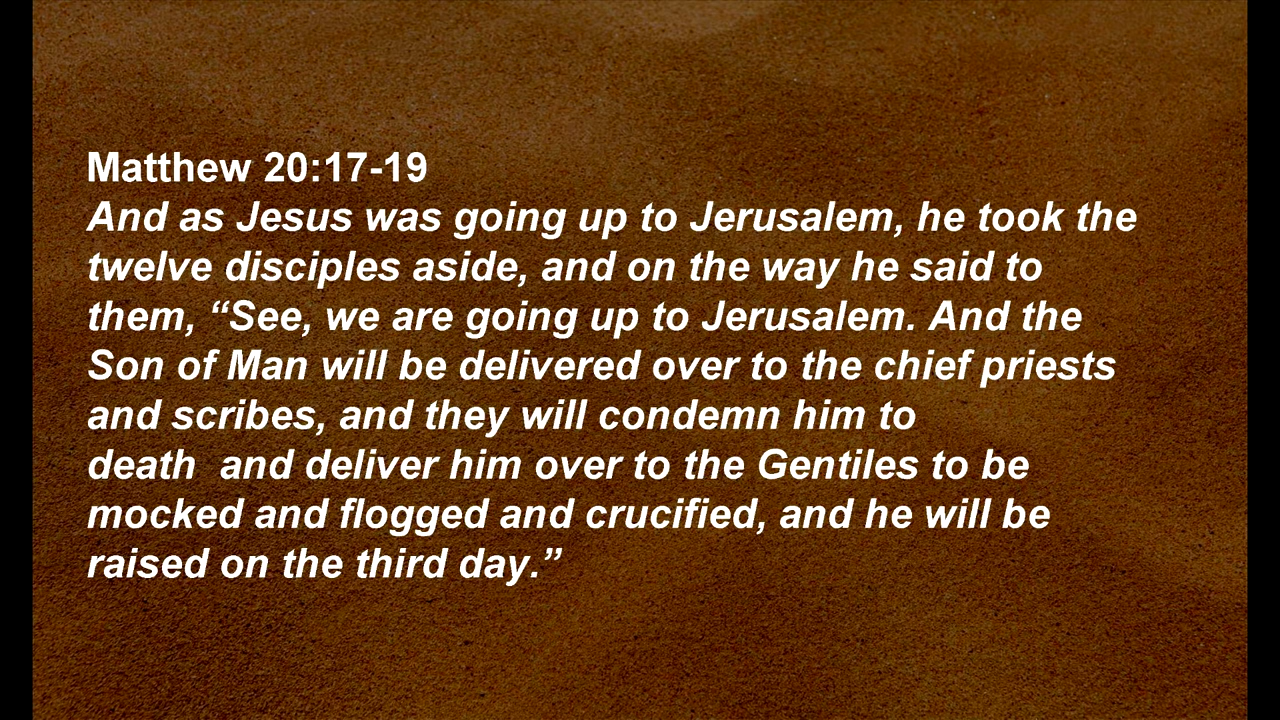 Matthew 20:17-19
And as Jesus was going up to Jerusalem, he took the
twelve disciples aside, and on the way he said to
them, “See, we are going up to Jerusalem. And the
Son of Man will be delivered over to the chief priests
and scribes, and they will condemn him to
death  and deliver him over to the Gentiles to be
mocked and flogged and crucified, and he will be
raised on the third day.”